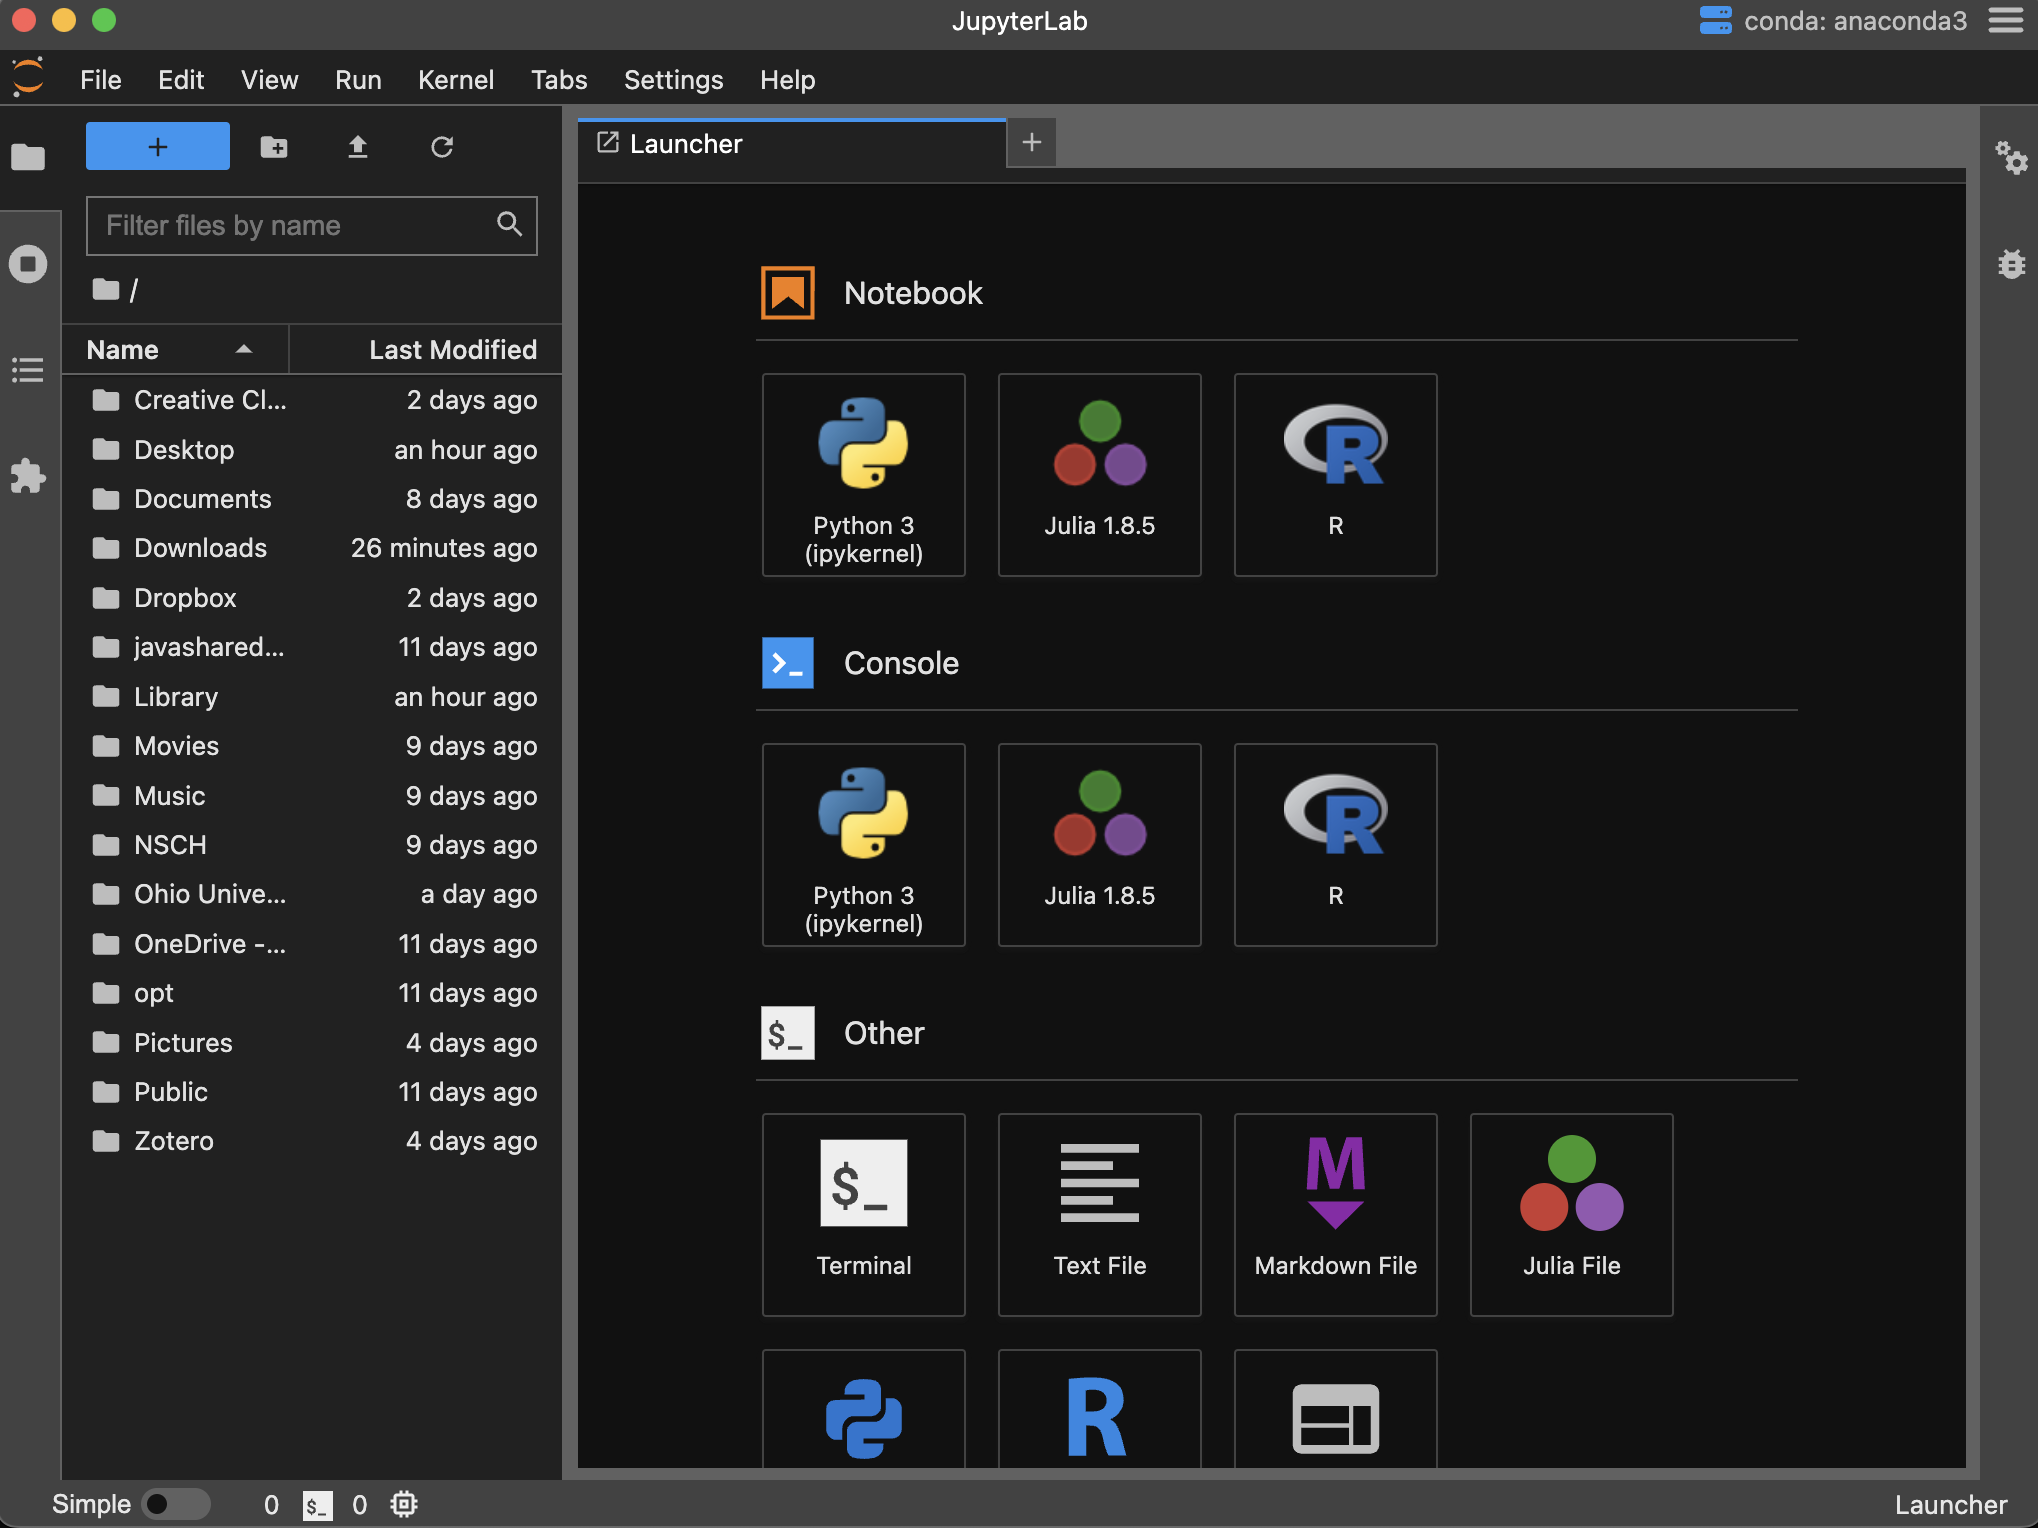 JupyterLab
conda: anaconda3
File Edit View Run Kernel Tabs Settings Help
+
Launcher
+
Filter files by name
/
Name Last Modified
Creative Cl... 2 days ago
Desktop an hour ago
Documents 8 days ago
Downloads 26 minutes ago
Dropbox 2 days ago
javashared... 11 days ago
Library an hour ago
Movies 9 days ago
Music 9 days ago
NSCH 9 days ago
Ohio Unive... a day ago
OneDrive -... 11 days ago
opt 11 days ago
Pictures 4 days ago
Public 11 days ago
Zotero 4 days ago
Notebook
Python 3
(ipykernel)
Julia 1.8.5
R
Console
Python 3
(ipykernel)
Julia 1.8.5
R
$_ Other
$_
Terminal
Text File
M
Markdown File
Julia File
R
Simple 0 $_ 0
Launcher